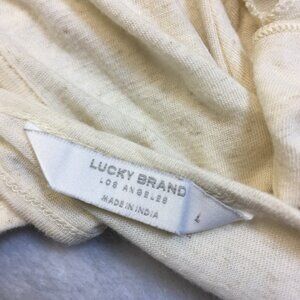 LUCKY BRAND
LOS ANGELES
MADE IN INDIA
L